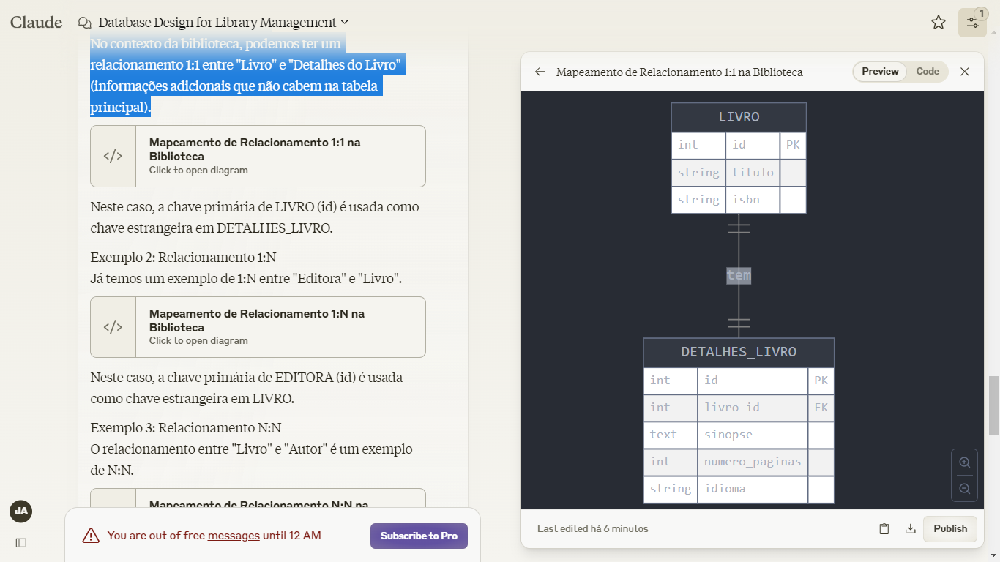 Claude
Database Design for Library Management
1
No contexto da biblioteca, podemos ter um
relacionamento 1:1 entre "Livro" e "Detalhes do Livro"
(informações adicionais que não cabem na tabela
principal).
Mapeamento de Relacionamento 1:1 na
Biblioteca
Click to open diagram
Neste caso, a chave primária de LIVRO (id) é usada como
chave estrangeira em DETALHES_LIVRO.
Exemplo 2: Relacionamento 1:N
Já temos um exemplo de 1:N entre "Editora" e "Livro".
</>
Mapeamento de Relacionamento 1:N na
Biblioteca
Click to open diagram
Neste caso, a chave primária de EDITORA (id) é usada
como chave estrangeira em LIVRO.
Exemplo 3: Relacionamento N:N
O relacionamento entre "Livro" e "Autor" é um exemplo
de N:N.
Mapeamento de Relacionamento N:N na
JA
You are out of free messages until 12 AM
Subscribe to Pro
Mapeamento de Relacionamento 1:1 na Biblioteca
Preview Code
LIVRO
int id PK
string titulo
string isbn
tem
DETALHES_LIVRO
int id PK
int livro_id FK
text sinopse
int numero_paginas
string idioma
Last edited há 6 minutos
Publish